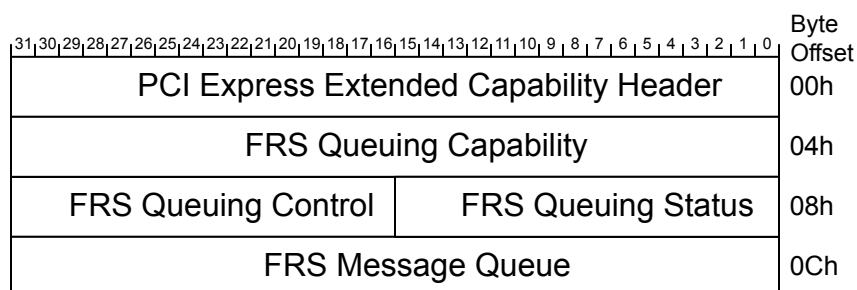 Byte
Offset
31 30 29 28 27 26 25 24 23 22 21 20 19 18 17 16 15 14 13 12 11 10 9 8 7 6 5 4 3 2 1 0
PCI Express Extended Capability Header 00h
FRS Queuing Capability 04h
FRS Queuing Control FRS Queuing Status 08h
FRS Message Queue 0Ch